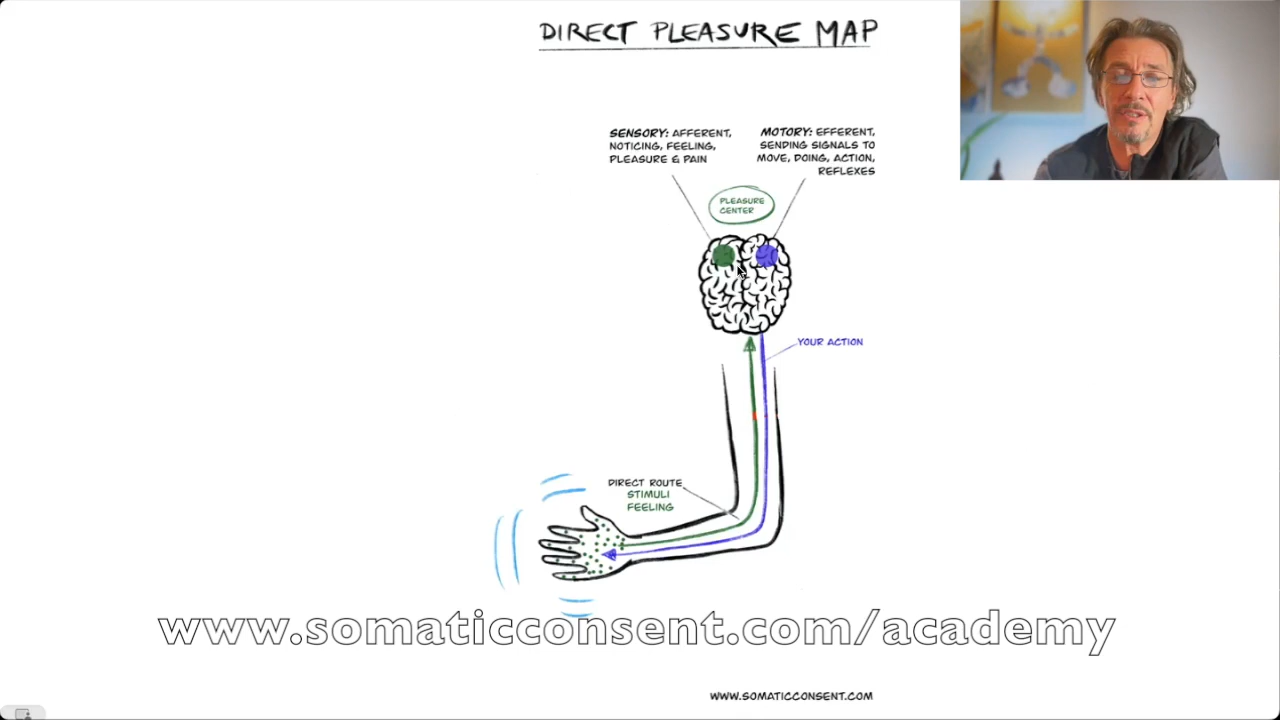 DIRECT PLEASURE MAP
SENSORY: AFFERENT,
NOTICING, FEELING,
PLEASURE & PAIN
MOTORY: EFFERENT,
SENDING SIGNALS TO
MOVE, DOING, ACTION,
REFLEXES
PLEASURE
CENTER
YOUR ACTION
DIRECT ROUTE
STIMULI
FEELING
www.somaticconsent.com/academy
WWW.SOMATICCONSENT.COM